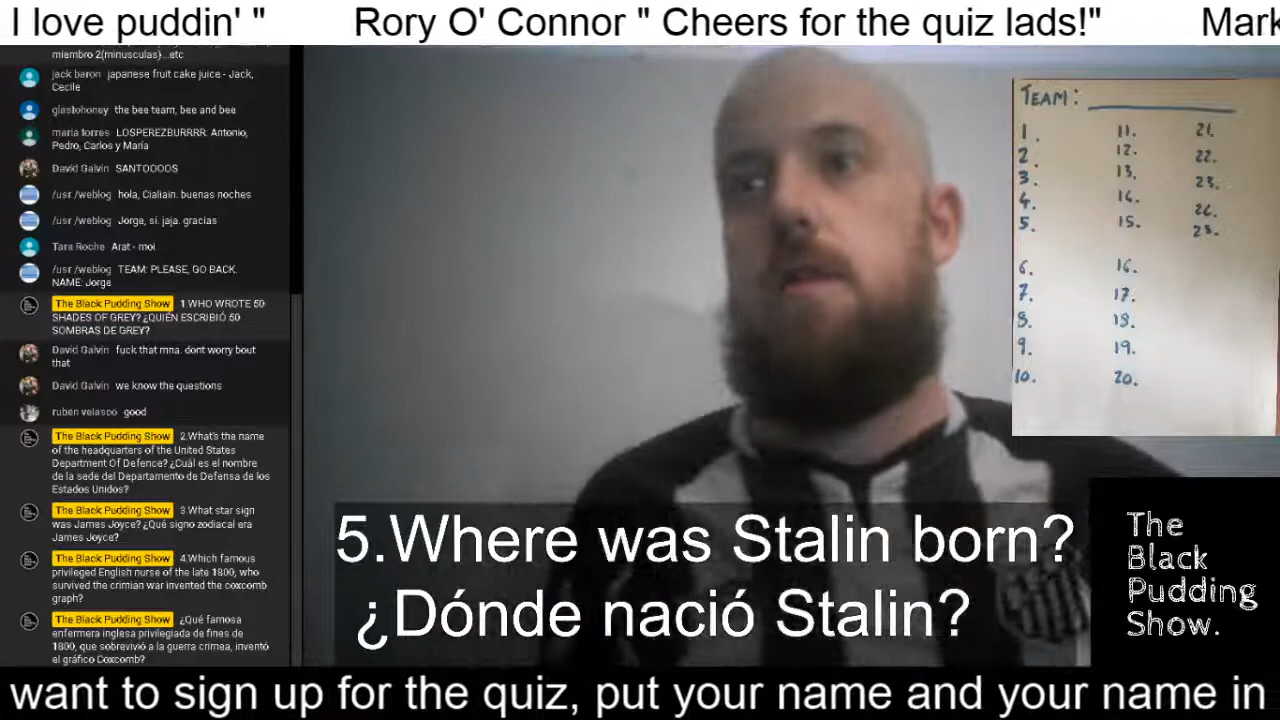 I love puddin' "
Rory O' Connor " Cheers for the quiz lads!"
Mark
miembro 2(minusculas)...etc
jack baron japanese fruit cake juice - Jack,
Cecile
glastohoney the bee team, bee and bee
maria torres LOSPEREZBURRRR: Antonio,
Pedro, Carlos y María
David Galvin SANTOOOOS
/usr /weblog hola, Cialiain. buenas noches
/usr /weblog Jorge, sí. jaja. gracias
Tara Roche Arat - moi
/usr /weblog TEAM: PLEASE, GO BACK.
NAME: Jorge
The Black Pudding Show 1.WHO WROTE 50
SHADES OF GREY? ¿QUIÉN ESCRIBIÓ 50
SOMBRAS DE GREY?
David Galvin fuck that mna. dont worry bout
that
David Galvin we know the questions
ruben velasco good
The Black Pudding Show 2.What's the name
of the headquarters of the United States
Department Of Defence? ¿Cuál es el nombre
de la sede del Departamento de Defensa de los
Estados Unidos?
The Black Pudding Show 3.What star sign
was James Joyce? ¿Qué signo zodiacal era
James Joyce?
The Black Pudding Show 4.Which famous
privileged English nurse of the late 1800, who
survived the crimian war invented the coxcomb
graph?
The Black Pudding Show ¿Qué famosa
enfermera inglesa privilegiada de fines de
1800, que sobrevivió a la guerra crimea, inventó
el gráfico Coxcomb?
TEAM:
1. 11. 21.
2. 12. 22.
3. 13. 23.
4. 14. 24.
5. 15. 25.
6. 16.
7. 17.
8. 18.
9. 19.
10. 20.
5.Where was Stalin born?
¿Dónde nació Stalin?
The
Black
Pudding
Show.
want to sign up for the quiz, put your name and your name in